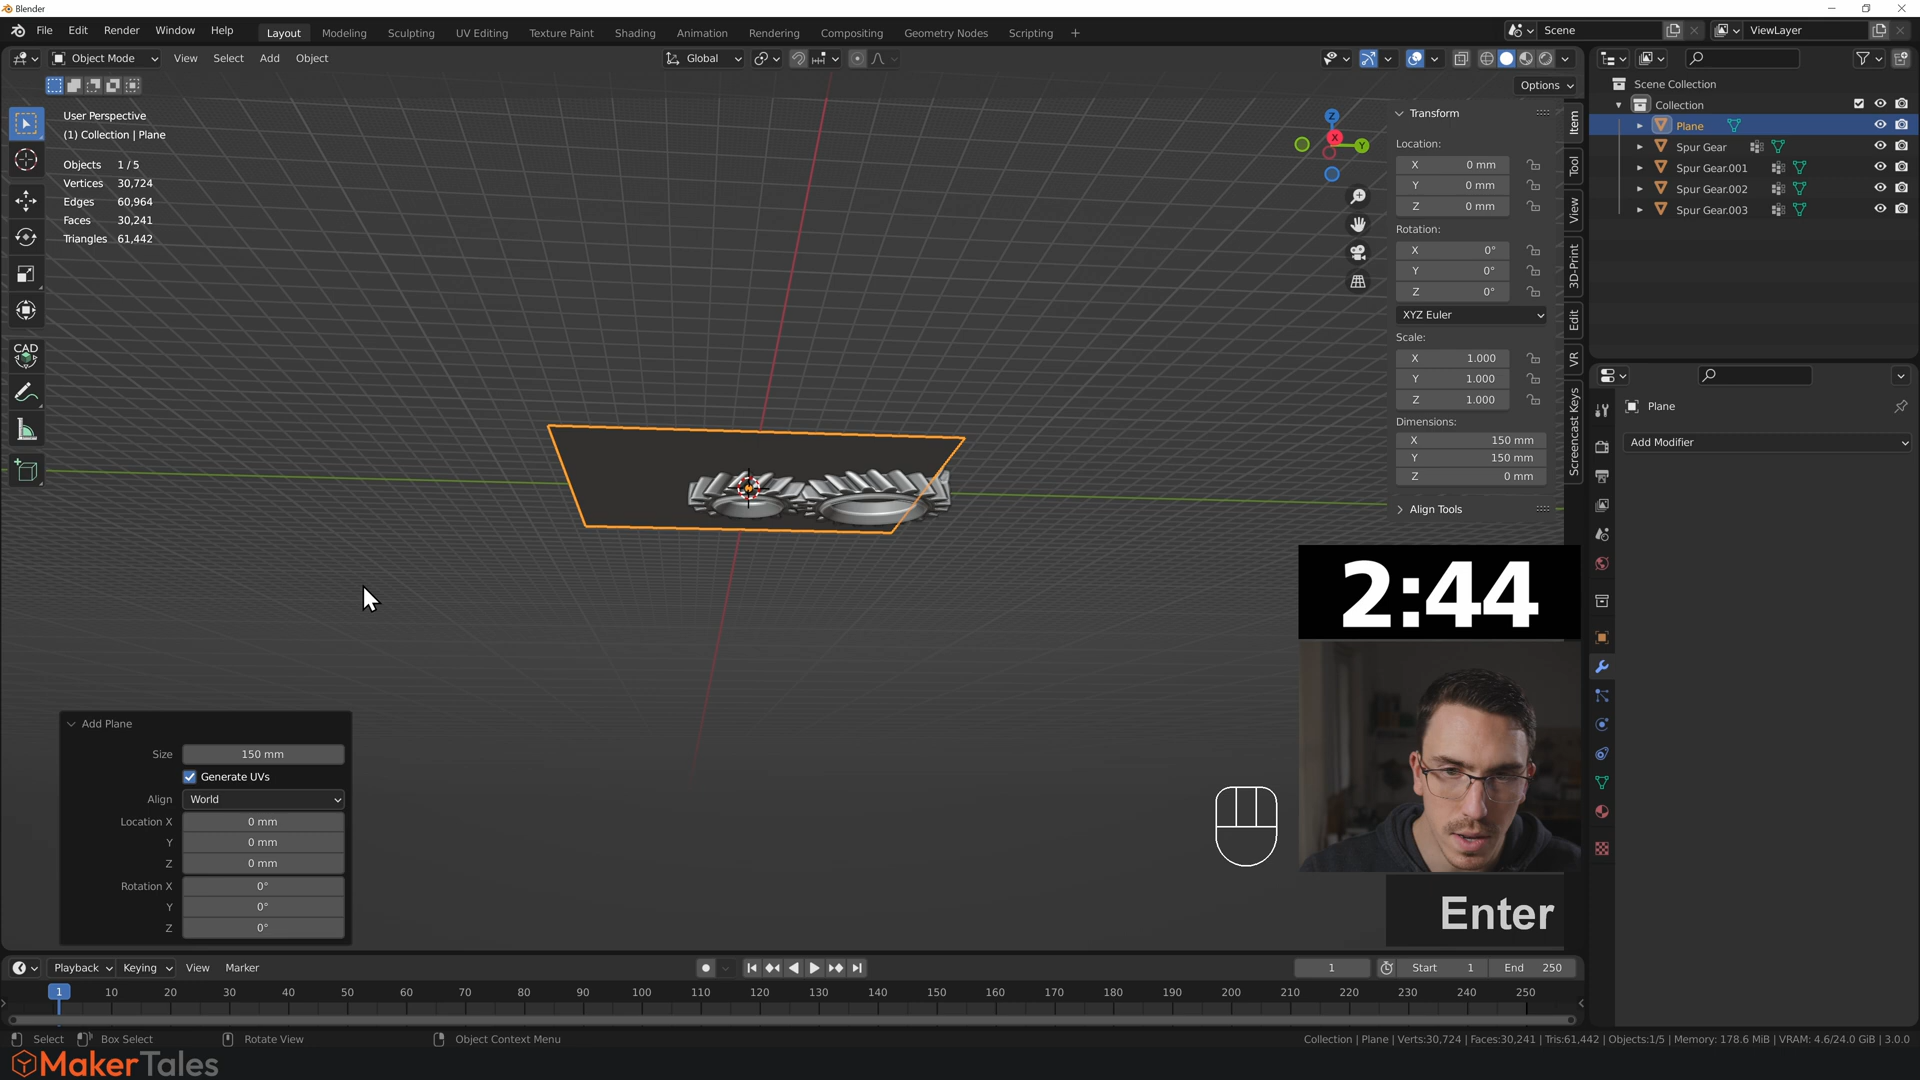 Blender
File Edit Render Window Help Layout Modeling Sculpting UV Editing Texture Paint Shading Animation Rendering Compositing Geometry Nodes Scripting + Scene ViewLayer
Object Mode View Select Add Object Global
Options
User Perspective
(1) Collection | Plane
Objects 1 / 5
Vertices 30,724
Edges 60,964
Faces 30,241
Triangles 61,442
CAD
Z
X
Y
Transform
Location:
X 0 mm
Y 0 mm
Z 0 mm
Rotation:
X 0°
Y 0°
Z 0°
XYZ Euler
Scale:
X 1.000
Y 1.000
Z 1.000
Dimensions:
X 150 mm
Y 150 mm
Z 0 mm
Align Tools
Item
Tool
View
3D-Print
Edit
VR
Screencast Keys
Scene Collection
Collection
Plane
Spur Gear
Spur Gear.001
Spur Gear.002
Spur Gear.003
Plane
Add Modifier
2:44
Enter
Add Plane
Size 150 mm
Generate UVs
Align World
Location X 0 mm
Y 0 mm
Z 0 mm
Rotation X 0°
Y 0°
Z 0°
Playback Keying View Marker 1 Start 1 End 250
1 10 20 30 40 50 60 70 80 90 100 110 120 130 140 150 160 170 180 190 200 210 220 230 240 250
Select Box Select Rotate View Object Context Menu Collection | Plane | Verts:30,724 | Faces:30,241 | Tris:61,442 | Objects:1/5 | Memory: 178.6 MiB | VRAM: 4.6/24.0 GiB | 3.0.0
MakerTales